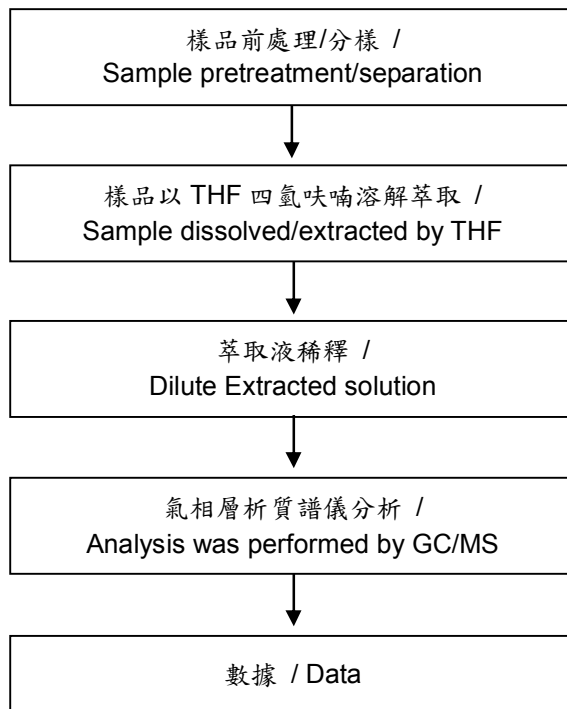 樣品前處理/分樣 /
Sample pretreatment/separation
樣品以 THF 四氫呋喃溶解萃取 /
Sample dissolved/extracted by THF
萃取液稀釋 /
Dilute Extracted solution
氣相層析質譜儀分析 /
Analysis was performed by GC/MS
數據 / Data